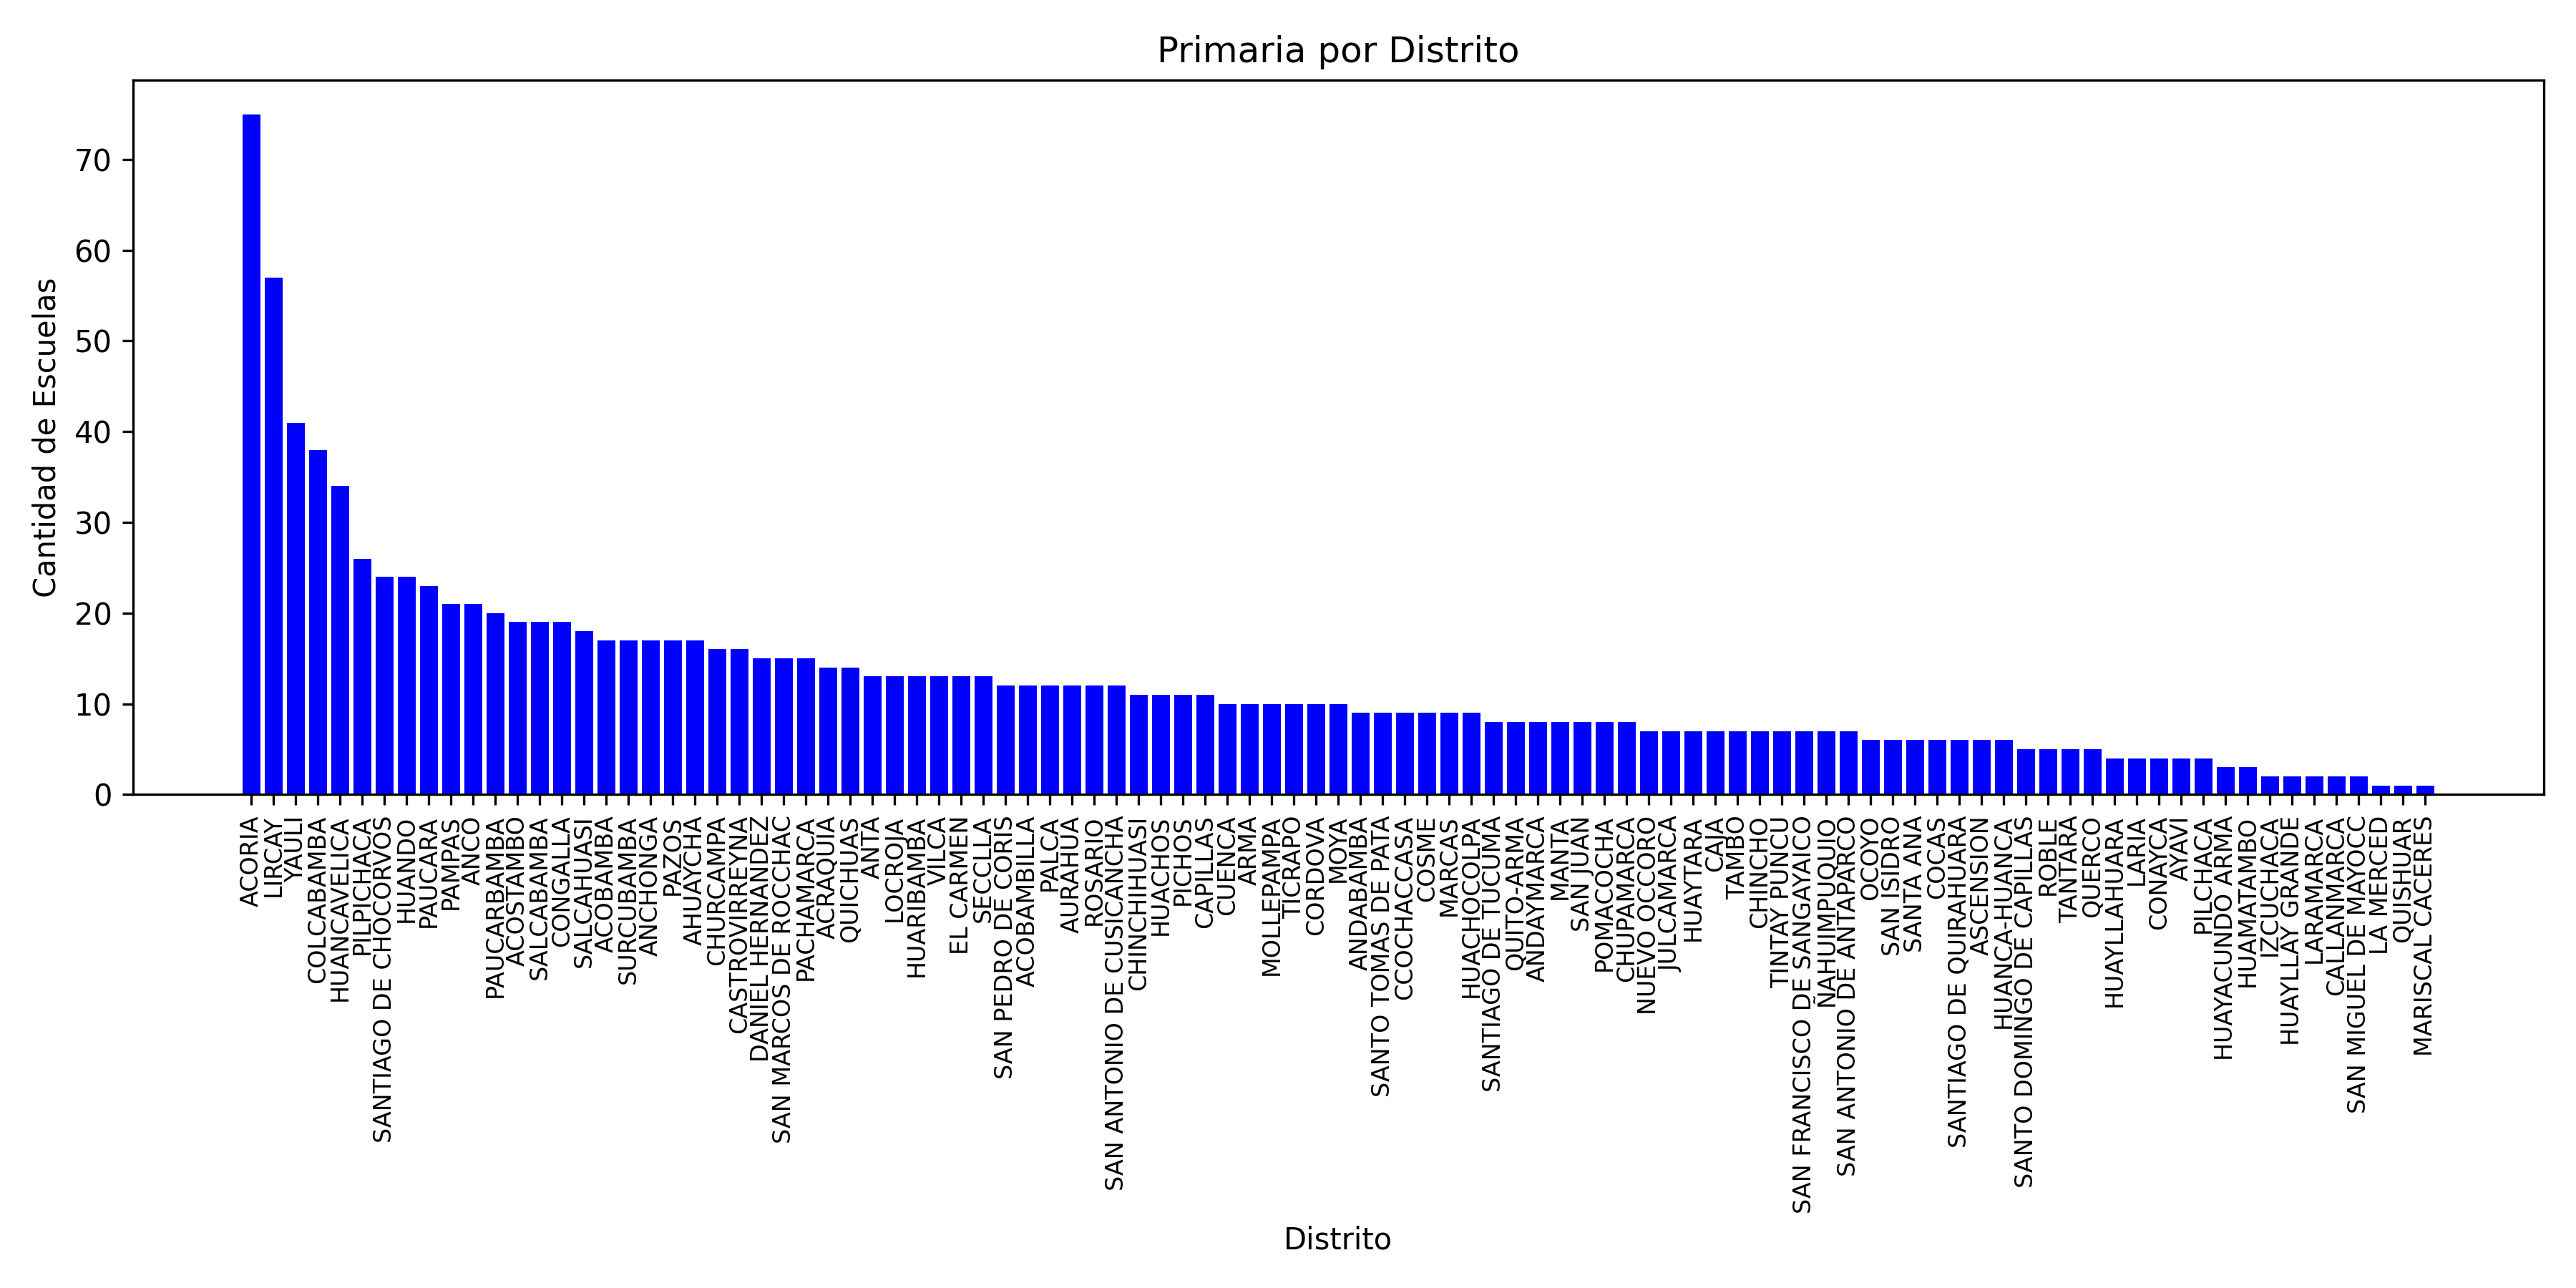 Primaria por Distrito
Cantidad de Escuelas
70
60
50
40
30
20
10
0
ACORIA
LIRCAY
YAULI
COLCABAMBA
HUANCAVELICA
PILPICHACA
SANTIAGO DE CHOCORVOS
HUANDO
PAUCARA
PAMPAS
ANCO
PAUCARBAMBA
ACOSTAMBO
SALCABAMBA
CONGALLA
SALCAHUASI
ACOBAMBA
SURCUBAMBA
ANCHONGA
PAZOS
AHUAYCHA
CHURCAMPA
CASTROVIRREYNA
DANIEL HERNANDEZ
SAN MARCOS DE ROCCHAC
PACHAMARCA
ACRAQUIA
QUICHUAS
ANTA
LOCROJA
HUARIBAMBA
VILCA
EL CARMEN
SECCLLA
SAN PEDRO DE CORIS
ACOBAMBILLA
PALCA
AURAHUA
ROSARIO
SAN ANTONIO DE CUSICANCHA
CHINCHIHUASI
HUACHOS
PICHOS
CAPILLAS
CUENCA
ARMA
MOLLEPAMPA
TICRAPO
CORDOVA
MOYA
ANDABAMBA
SANTO TOMAS DE PATA
CCOCHACCASA
COSME
MARCAS
HUACHOCOLPA
SANTIAGO DE TUCUMA
QUITO-ARMA
ANDAYMARCA
MANTA
SAN JUAN
POMACOCHA
CHUPAMARCA
NUEVO OCCORO
JULCAMARCA
HUAYTARA
CAJA
TAMBO
CHINCHO
TINTAY PUNCU
SAN FRANCISCO DE SANGAYAICO
ÑAHUIMPUQUIO
SAN ANTONIO DE ANTAPARCO
OCOYO
SAN ISIDRO
SANTA ANA
COCAS
SANTIAGO DE QUIRAHUARA
ASCENSION
HUANCA-HUANCA
SANTO DOMINGO DE CAPILLAS
ROBLE
TANTARA
QUERCO
HUAYLLAHUARA
LARIA
CONAYCA
AYAVI
PILCHACA
HUAYACUNDO ARMA
HUAMATAMBO
IZCUCHACA
HUAYLLAY GRANDE
LARAMARCA
CALLANMARCA
SAN MIGUEL DE MAYOCC
LA MERCED
QUISHUAR
MARISCAL CACERES
Distrito